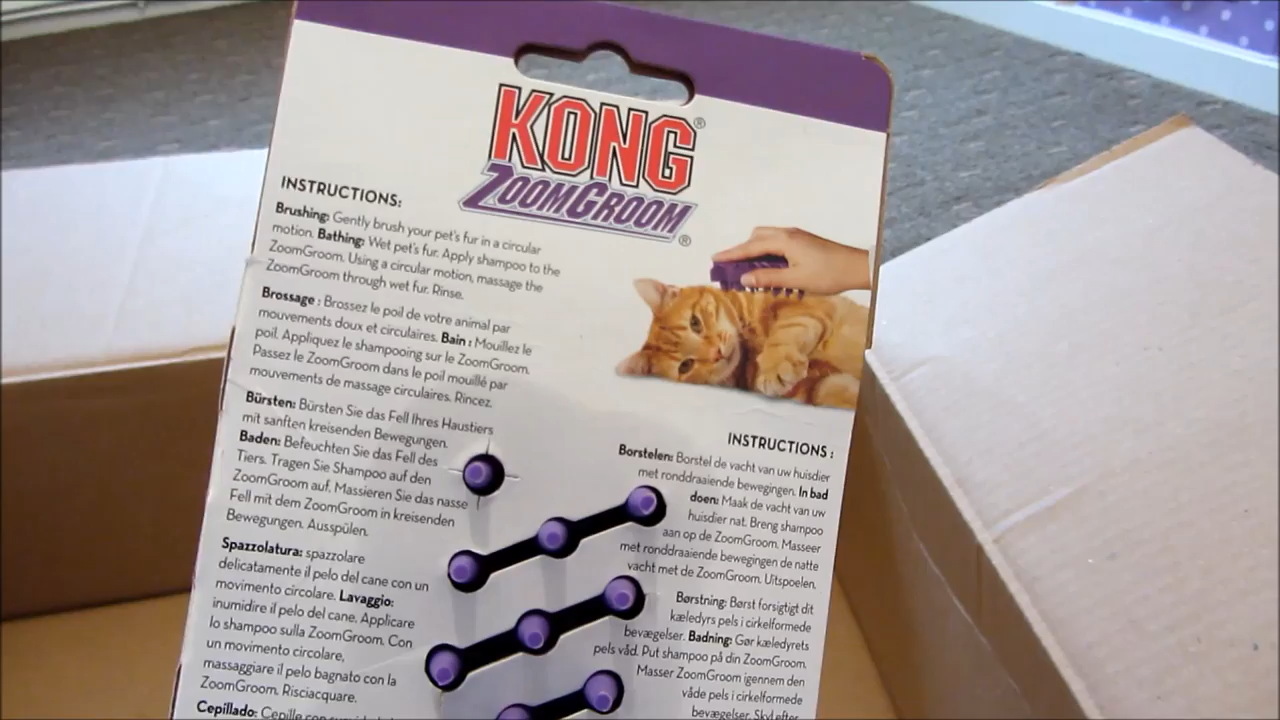 KONG®
ZOOMGROOM®
INSTRUCTIONS:
Brushing: Gently brush your pet's fur in a circular
motion. Bathing: Wet pet's fur. Apply shampoo to the
ZoomGroom. Using a circular motion, massage the
ZoomGroom through wet fur. Rinse.
Brossage : Brossez le poil de votre animal par
mouvements doux et circulaires. Bain : Mouillez le
poil. Appliquez le shampooing sur le ZoomGroom.
Passez le ZoomGroom dans le poil mouillé par
mouvements de massage circulaires. Rincez.
Bürsten: Bürsten Sie das Fell Ihres Haustiers
mit sanften kreisenden Bewegungen.
Baden: Befeuchten Sie das Fell des
Tiers. Tragen Sie Shampoo auf den
ZoomGroom auf. Massieren Sie das nasse
Fell mit dem ZoomGroom in kreisenden
Bewegungen. Ausspülen.
Spazzolatura: spazzolare
delicatamente il pelo del cane con un
movimento circolare. Lavaggio:
inumidire il pelo del cane. Applicare
lo shampoo sulla ZoomGroom. Con
un movimento circolare,
massaggiare il pelo bagnato con la
ZoomGroom. Risciacquare.
Cepillado: Cepille con
INSTRUCTIONS :
Borstelen: Borstel de vacht van uw huisdier
met ronddraaiende bewegingen. In bad
doen: Maak de vacht van uw
huisdier nat. Breng shampoo
aan op de ZoomGroom. Masseer
met ronddraaiende bewegingen de natte
vacht met de ZoomGroom. Uitspoelen.
Børstning: Børst forsigtigt dit
kæledyrs pels i cirkelformede
bevægelser. Badning: Gør kæledyrets
pels våd. Put shampoo på din ZoomGroom.
Masser ZoomGroom igennem den
våde pels i cirkelformede
bevægelser. Skyl efter.